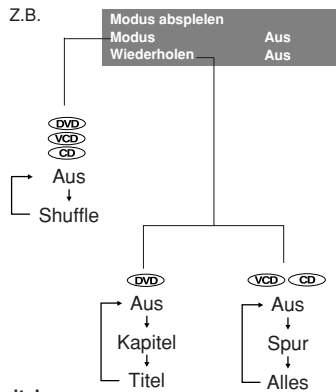 Z.B.
Modus absplelen
Modus Aus
Wiederholen Aus
DVD
VCD
CD
Aus
Shuffle
DVD
Aus
Kapitel
Titel
VCD CD
Aus
Spur
Alles